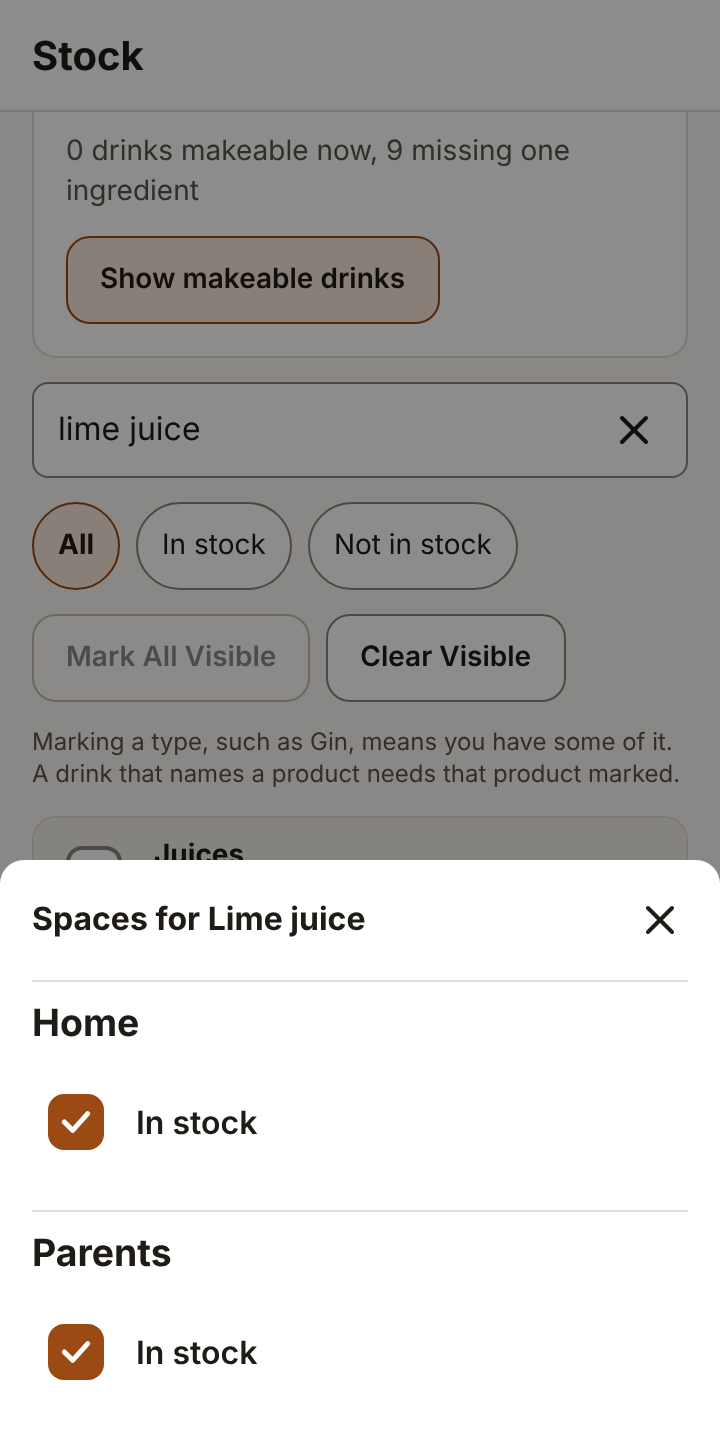 Stock
0 drinks makeable now, 9 missing one
ingredient
Show makeable drinks
lime juice
All
In stock
Not in stock
Mark All Visible
Clear Visible
Marking a type, such as Gin, means you have some of it.
A drink that names a product needs that product marked.
Juices
Spaces for Lime juice
Home
In stock
Parents
In stock